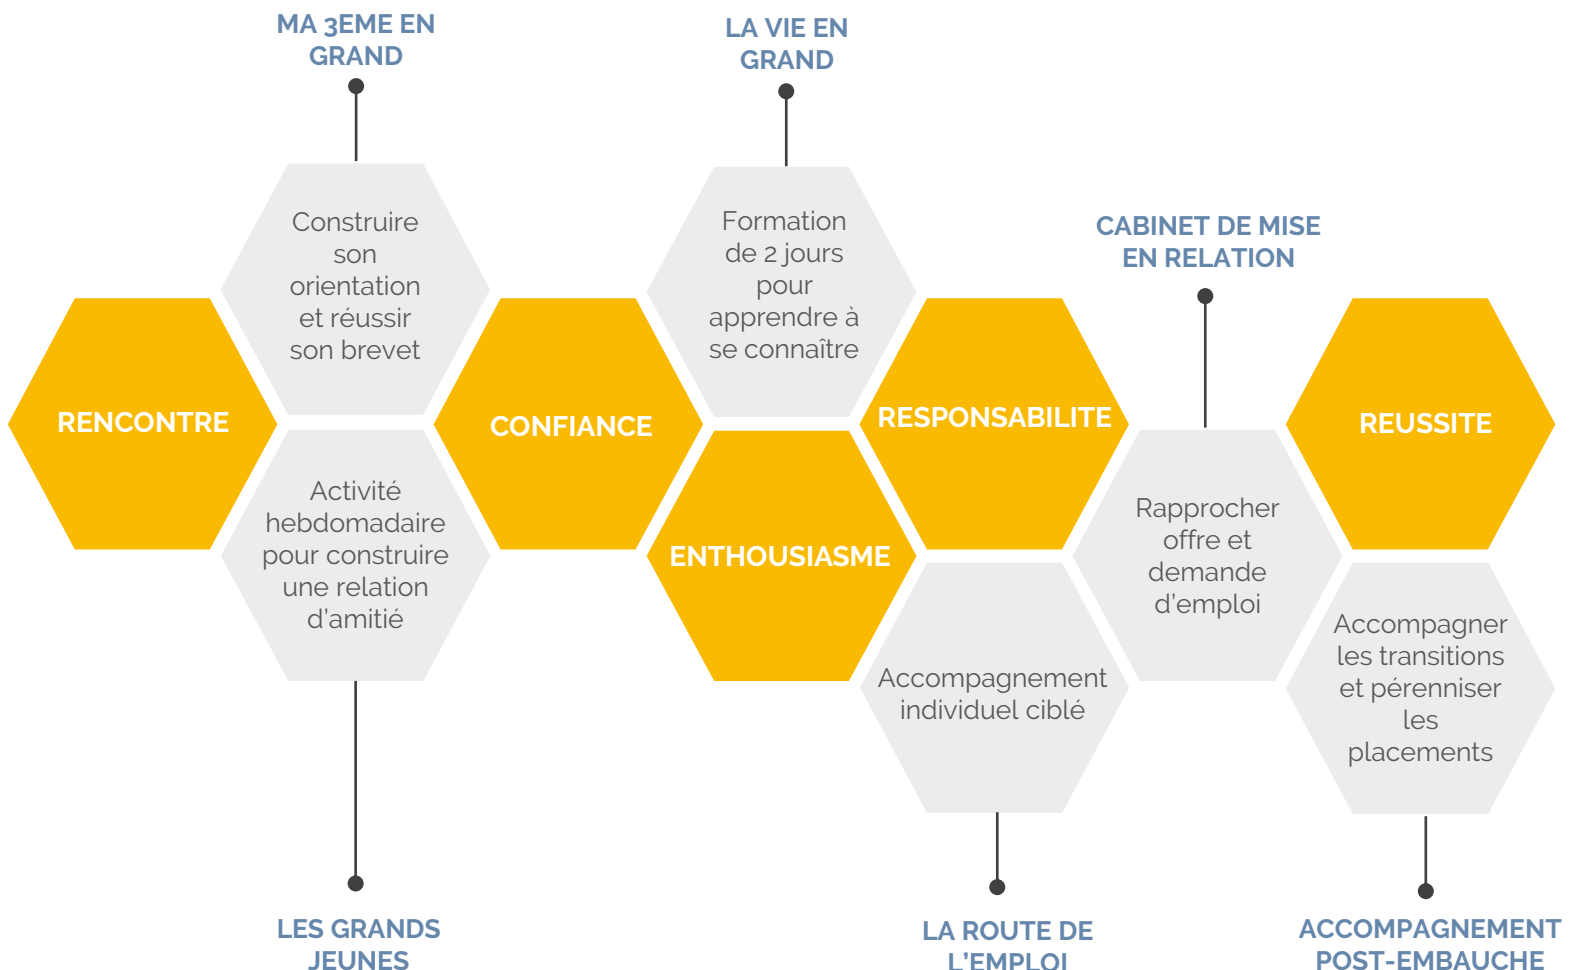 MA 3EME EN
GRAND
LA VIE EN
GRAND
Construire
son
orientation
et réussir
son brevet
Formation
de 2 jours
pour
apprendre à
se connaître
CABINET DE MISE
EN RELATION
RENCONTRE
CONFIANCE
RESPONSABILITE
REUSSITE
Activité
hebdomadaire
pour construire
une relation
d’amitié
ENTHOUSIASME
Rapprocher
offre et
demande
d’emploi
Accompagnement
individuel ciblé
Accompagner
les transitions
et pérenniser
les
placements
LES GRANDS
JEUNES
LA ROUTE DE
L’EMPLOI
ACCOMPAGNEMENT
POST-EMBAUCHE